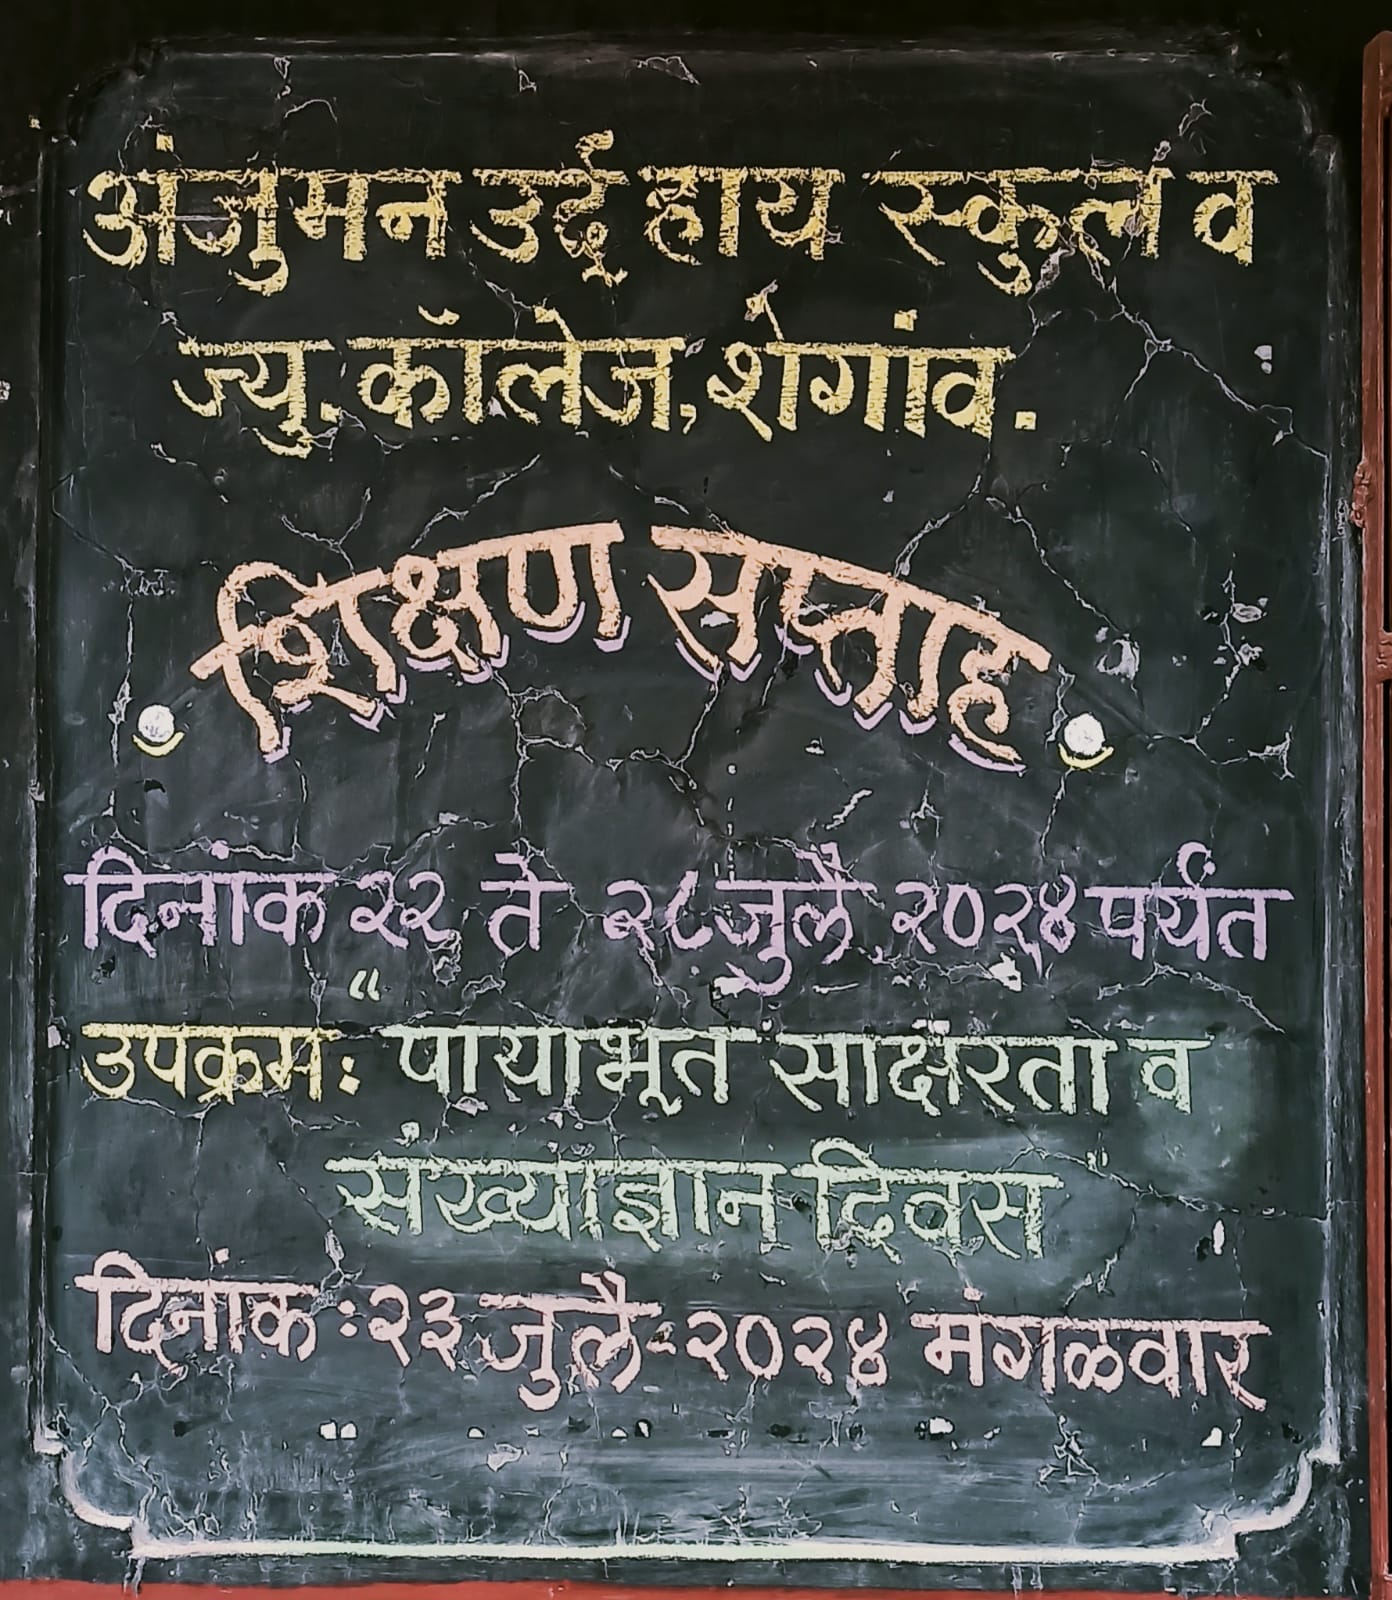 अंजुमन उर्दू हाय स्कुल व
ज्यु. कॉलेज, शेगांव.
शिक्षण सप्ताह
दिनांक २२ ते २८ जुलै, २०२४ पर्यंत
उपक्रम: "पायाभूत साक्षरता व
संख्याज्ञान दिवस"
दिनांक : २३ जुलै - २०२४ मंगळवार